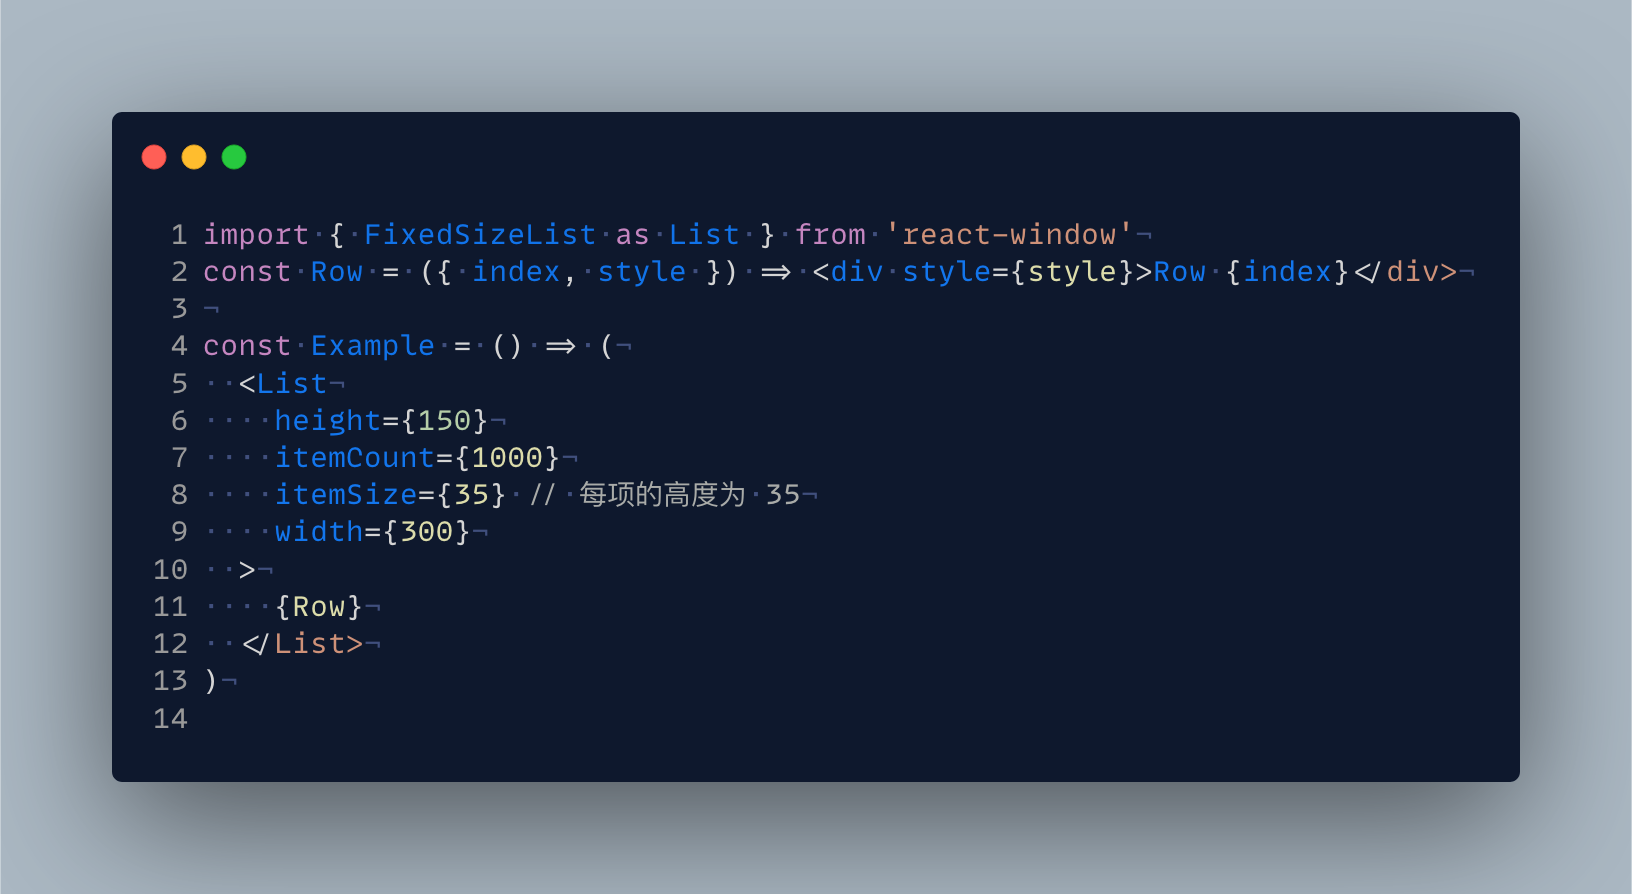 1 import { FixedSizeList as List } from 'react-window'
2 const Row = ({ index, style }) => <div style={style}>Row {index}</div>
3
4 const Example = () => (
5   <List
6     height={150}
7     itemCount={1000}
8     itemSize={35} // 每项的高度为 35
9     width={300}
10   >
11     {Row}
12   </List>
13 )
14